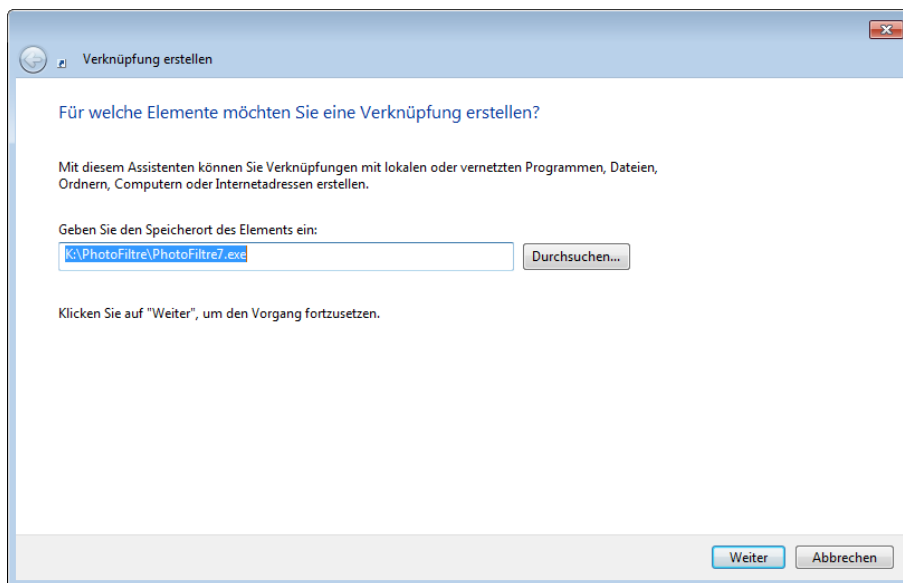 Verknüpfung erstellen
Für welche Elemente möchten Sie eine Verknüpfung erstellen?
Mit diesem Assistenten können Sie Verknüpfungen mit lokalen oder vernetzten Programmen, Dateien,
Ordnern, Computern oder Internetadressen erstellen.
Geben Sie den Speicherort des Elements ein:
K:\PhotoFiltre\PhotoFiltre7.exe
Durchsuchen...
Klicken Sie auf "Weiter", um den Vorgang fortzusetzen.
Weiter
Abbrechen